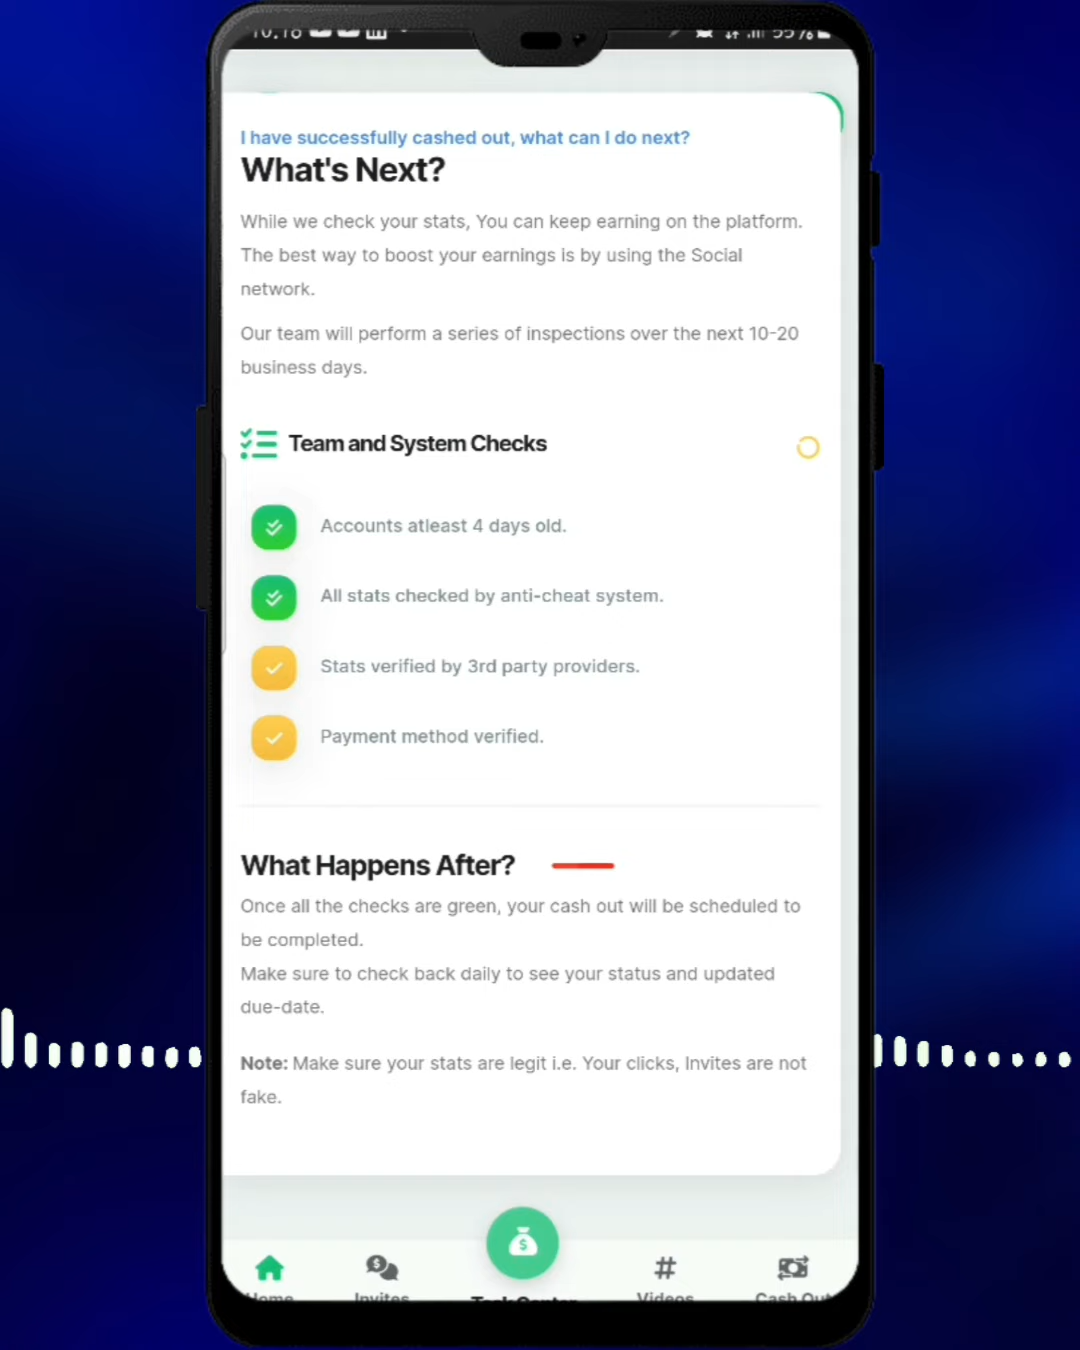 I have successfully cashed out, what can I do next?
What's Next?
While we check your stats, You can keep earning on the platform.
The best way to boost your earnings is by using the Social
network.
Our team will perform a series of inspections over the next 10-20
business days.
Team and System Checks
Accounts atleast 4 days old.
All stats checked by anti-cheat system.
Stats verified by 3rd party providers.
Payment method verified.
What Happens After?
Once all the checks are green, your cash out will be scheduled to
be completed.
Make sure to check back daily to see your status and updated
due-date.
Note: Make sure your stats are legit i.e. Your clicks, Invites are not
fake.
Home
Invites
Videos
Cash Out